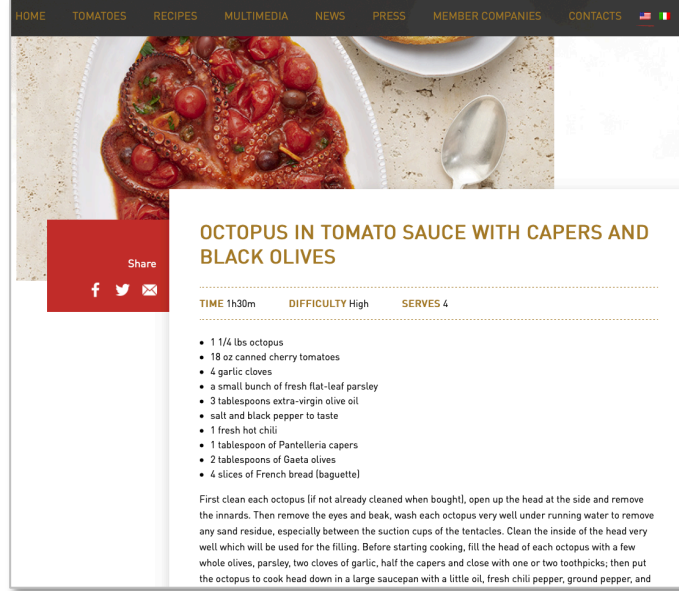 HOME TOMATOES RECIPES MULTIMEDIA NEWS PRESS MEMBER COMPANIES CONTACTS
OCTOPUS IN TOMATO SAUCE WITH CAPERS AND
BLACK OLIVES
Share
TIME 1h30m DIFFICULTY High SERVES 4
• 1 1/4 lbs octopus
• 18 oz canned cherry tomatoes
• 4 garlic cloves
• a small bunch of fresh flat-leaf parsley
• 3 tablespoons extra-virgin olive oil
• salt and black pepper to taste
• 1 fresh hot chili
• 1 tablespoon of Pantelleria capers
• 2 tablespoons of Gaeta olives
• 4 slices of French bread (baguette)
First clean each octopus (if not already cleaned when bought), open up the head at the side and remove
the innards. Then remove the eyes and beak, wash each octopus very well under running water to remove
any sand residue, especially between the suction cups of the tentacles. Clean the inside of the head very
well which will be used for the filling. Before starting cooking, fill the head of each octopus with a few
whole olives, parsley, two cloves of garlic, half the capers and close with one or two toothpicks; then put
the octopus to cook head down in a large saucepan with a little oil, fresh chili pepper, ground pepper, and